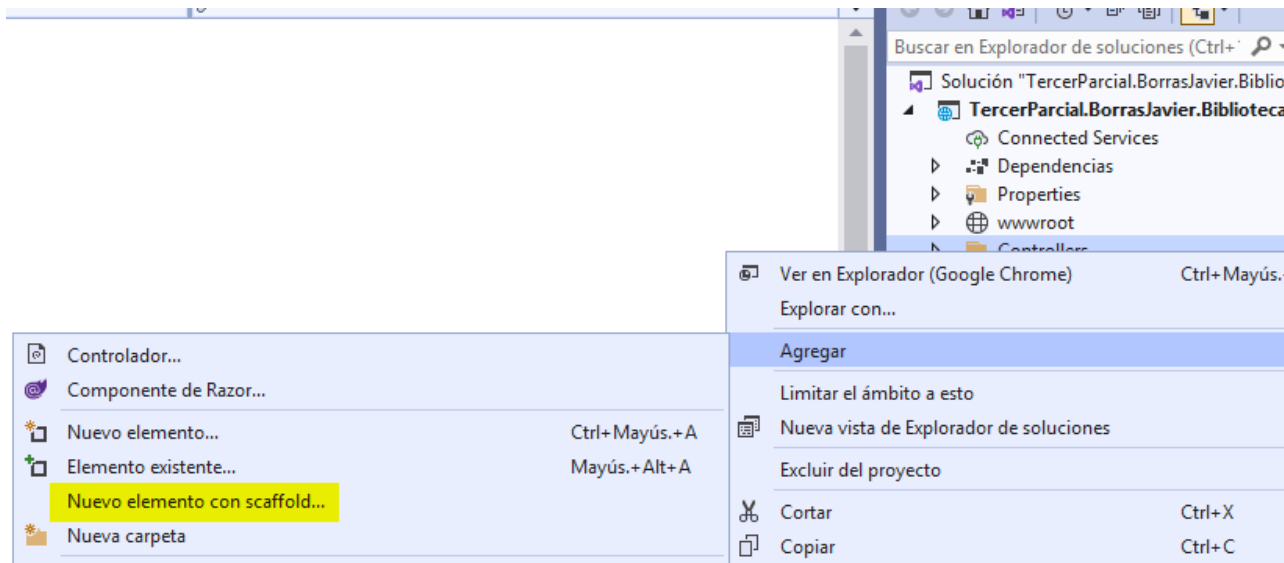 Buscar en Explorador de soluciones (Ctrl+
Solución "TercerParcial.BorrasJavier.Biblio
TercerParcial.BorrasJavier.Biblioteca
Connected Services
Dependencias
Properties
wwwroot
Controllers
Ver en Explorador (Google Chrome) Ctrl+Mayús.+
Explorar con...
Agregar
Limitar el ámbito a esto
Nueva vista de Explorador de soluciones
Excluir del proyecto
Cortar Ctrl+X
Copiar Ctrl+C
Controlador...
Componente de Razor...
Nuevo elemento... Ctrl+Mayús.+A
Elemento existente... Mayús.+Alt+A
Nuevo elemento con scaffold...
Nueva carpeta